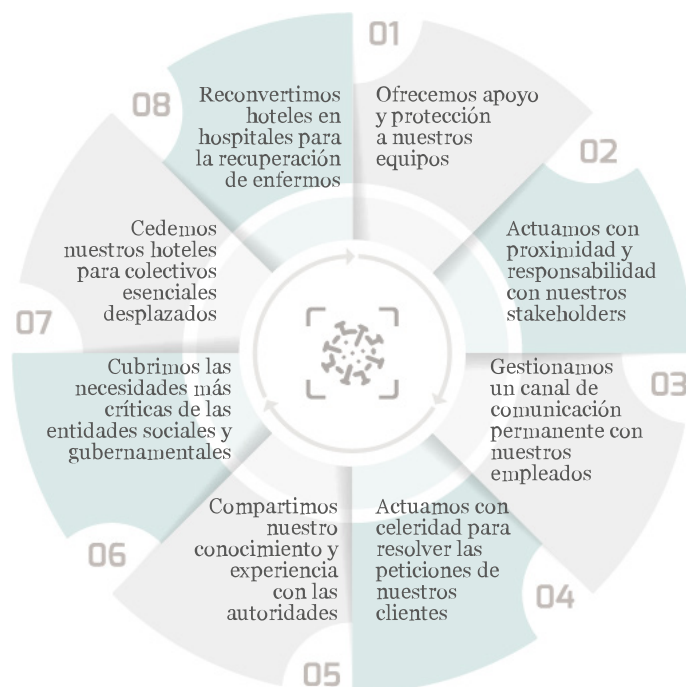 01
Ofrecemos apoyo
y protección
a nuestros
equipos
02
Actuamos con
proximidad y
responsabilidad
con nuestros
stakeholders
03
Gestionamos
un canal de
comunicación
permanente con
nuestros
empleados
04
Actuamos con
celeridad para
resolver las
peticiones de
nuestros
clientes
05
Compartimos
nuestro
conocimiento y
experiencia
con las
autoridades
06
Cubrimos las
necesidades más
críticas de las
entidades sociales y
gubernamentales
07
Cedemos
nuestros hoteles
para colectivos
esenciales
desplazados
08
Reconvertimos
hoteles en
hospitales para
la recuperación
de enfermos